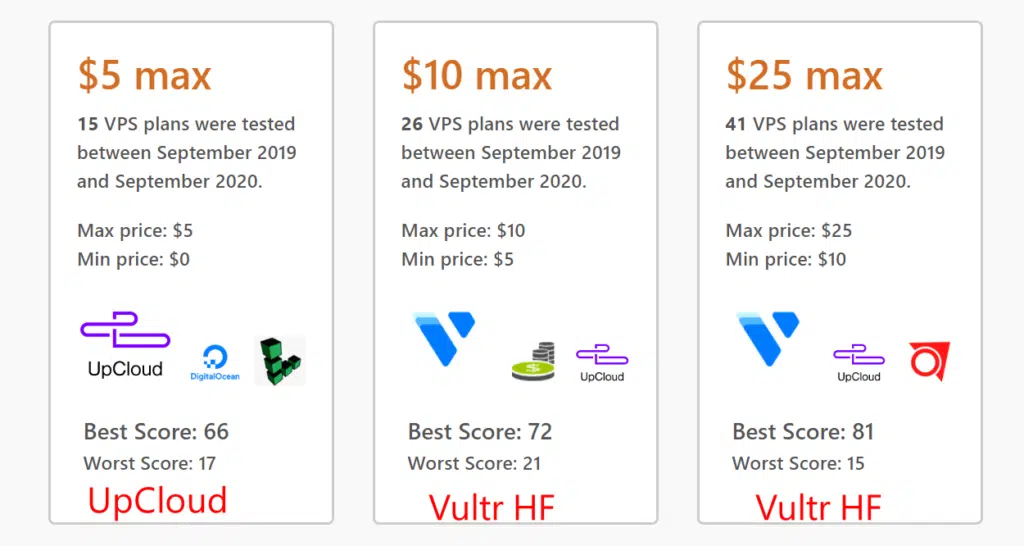 $5 max
15 VPS plans were tested
between September 2019
and September 2020.
Max price: $5
Min price: $0
UpCloud
DigitalOcean
Best Score: 66
Worst Score: 17
UpCloud
$10 max
26 VPS plans were tested
between September 2019
and September 2020.
Max price: $10
Min price: $5
$
UpCloud
Best Score: 72
Worst Score: 21
Vultr HF
$25 max
41 VPS plans were tested
between September 2019
and September 2020.
Max price: $25
Min price: $10
UpCloud
Best Score: 81
Worst Score: 15
Vultr HF